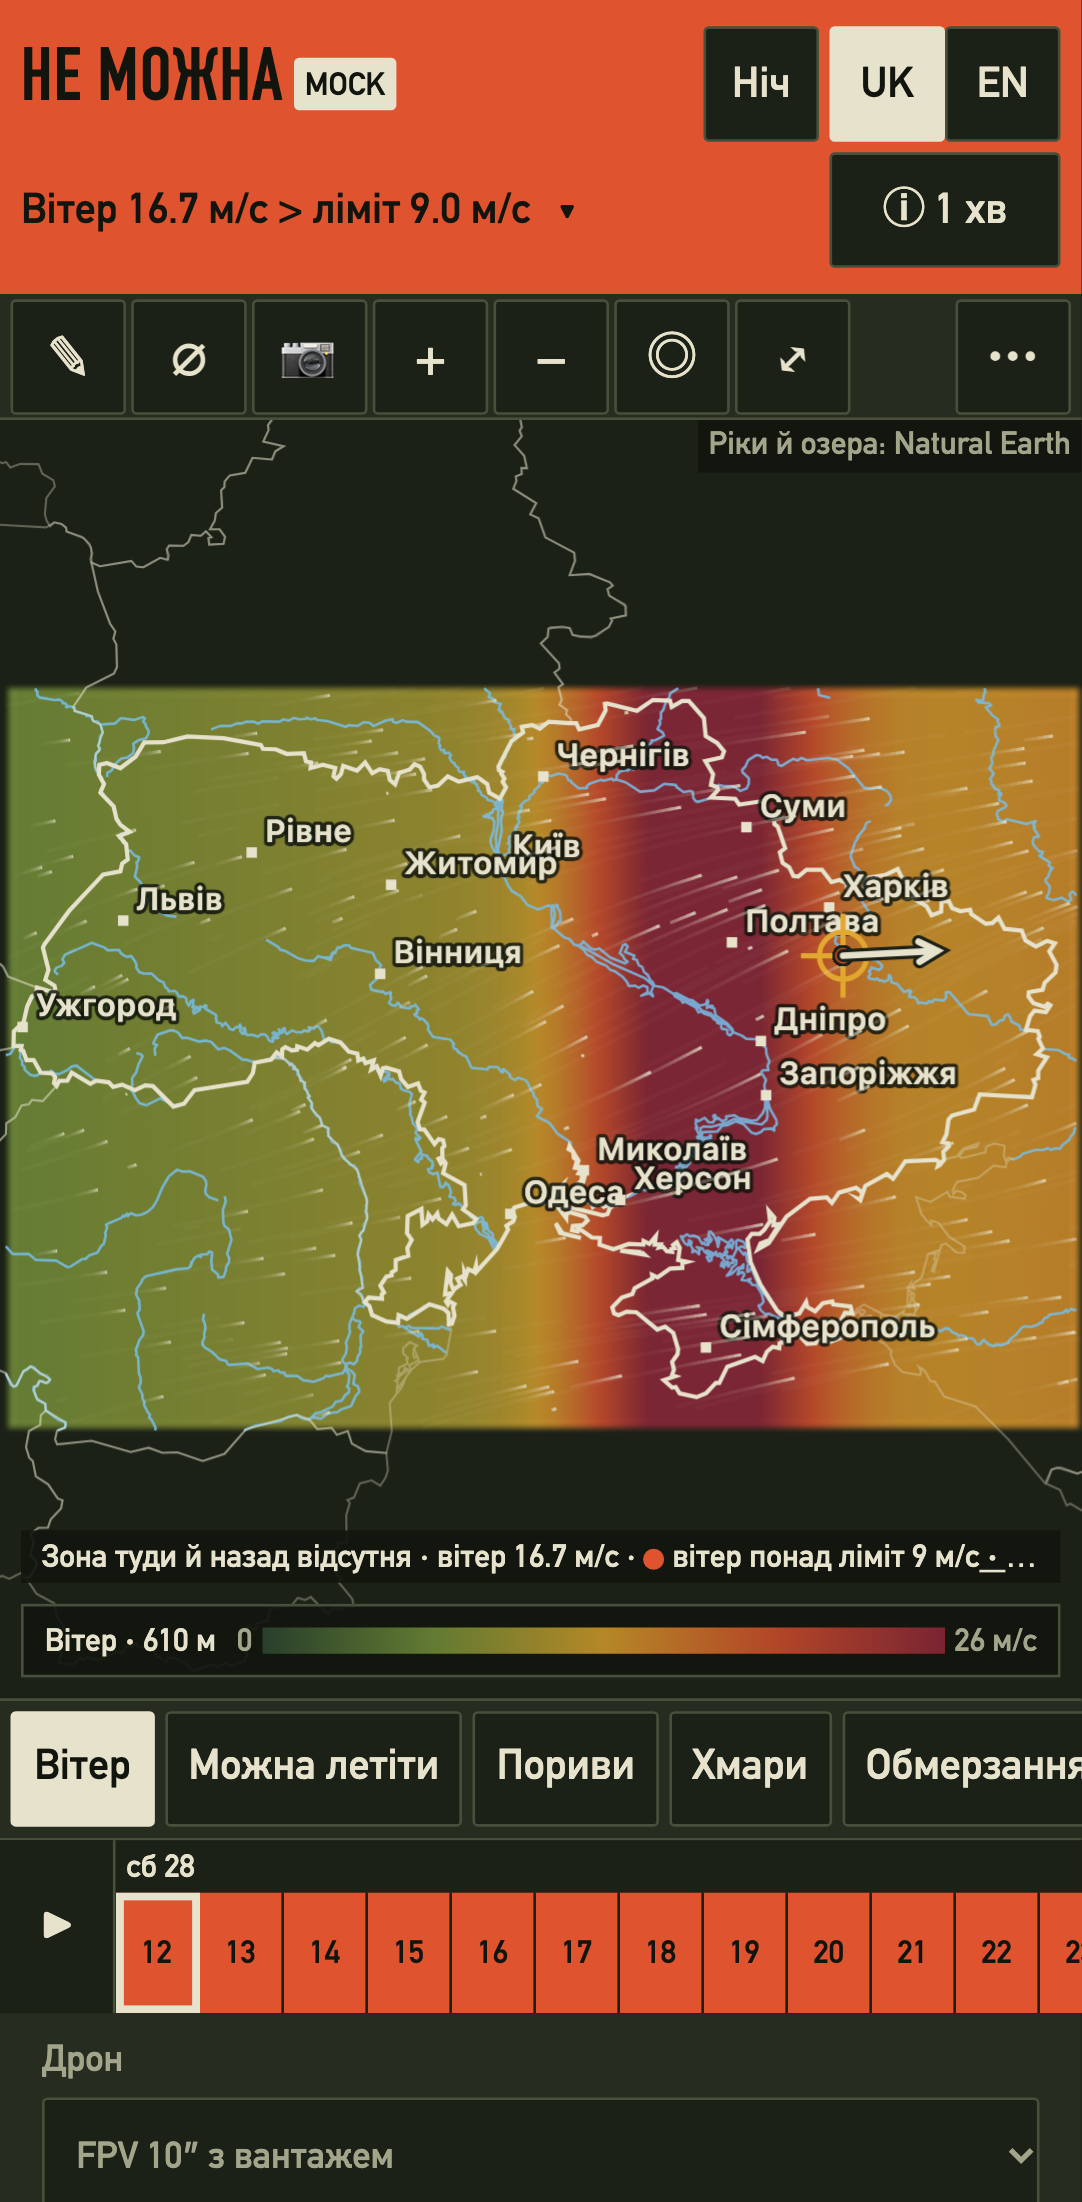 НЕ МОЖНА МОСК
Ніч UK EN
Вітер 16.7 м/с > ліміт 9.0 м/с ▼
ⓘ 1 хв
Ріки й озера: Natural Earth
Чернігів
Суми
Рівне
Київ
Житомир
Харків
Львів
Полтава
Вінниця
Ужгород
Дніпро
Запоріжжя
Миколаїв
Херсон
Одеса
Сімферополь
Зона туди й назад відсутня · вітер 16.7 м/с · вітер понад ліміт 9 м/с · …
Вітер · 610 м 0 26 м/с
Вітер Можна летіти Пориви Хмари Обмерзання
сб 28
12 13 14 15 16 17 18 19 20 21 22
Дрон
FPV 10″ з вантажем